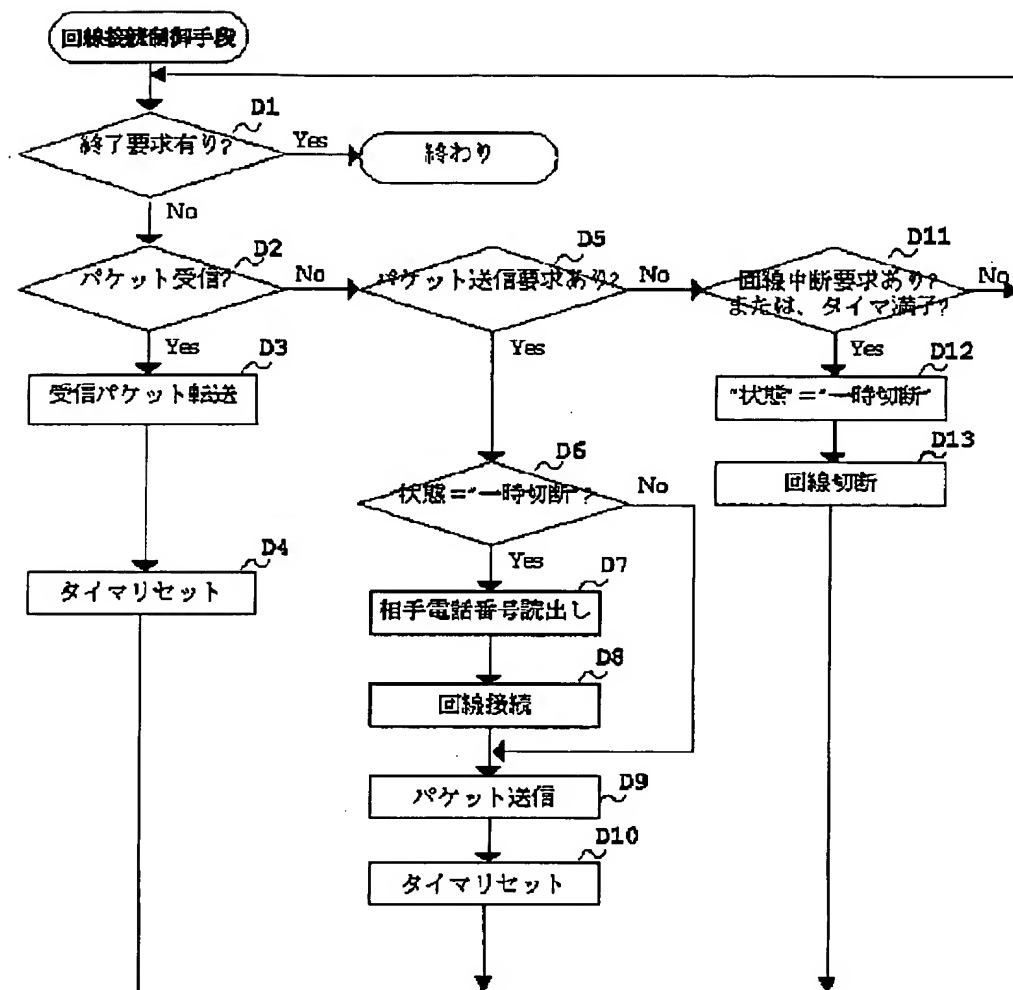 回線接続制御手段
D1
終了要求有り?
Yes
終わり
No
D2
パケット受信?
No
D5
パケット送信要求あり?
No
D11
回線中断要求あり?
または、タイマ満了?
No
Yes
D3
受信パケット転送
Yes
Yes
D12
"状態"="一時切断"
D13
回線切断
D6
状態="一時切断"?
No
Yes
D4
タイマリセット
D7
相手電話番号読出し
D8
回線接続
D9
パケット送信
D10
タイマリセット